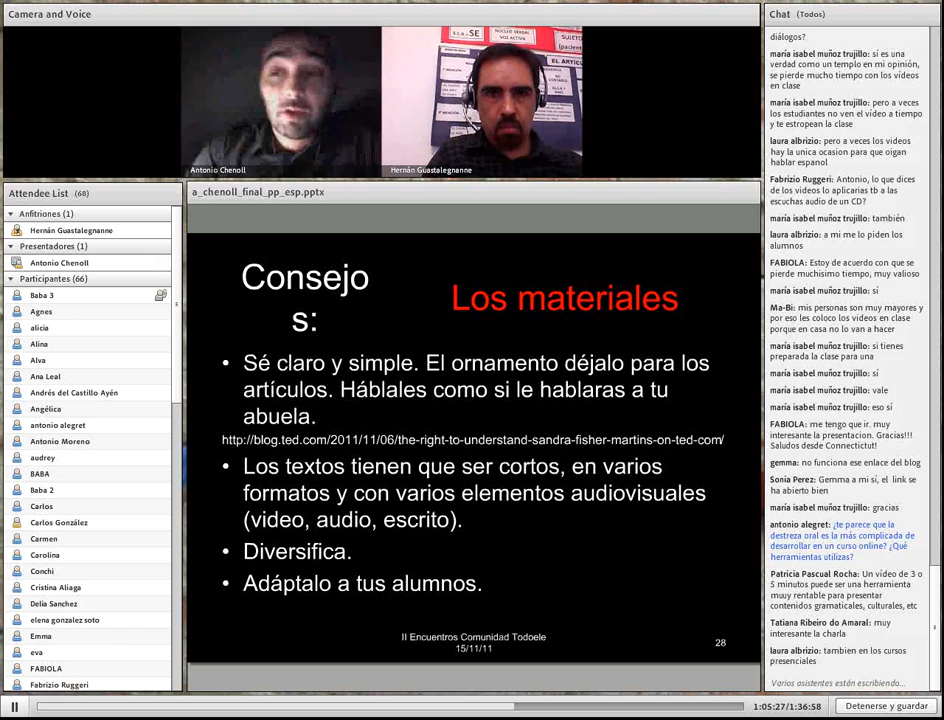 Camera and Voice
S C A + SE
NÚCLEO VERBAL
VOS ACTIVA
SUJETO
EL ARTÍCU
Antonio Chenoll
Hernán Guastalegnanne
Attendee List (68)
Anfitriones (1)
Hernán Guastalegnanne
Presentadores (1)
Antonio Chenoll
Participantes (66)
Baba 3
Agnes
alicia
Alina
Alva
Ana Leal
Andrés del Castillo Ayén
Angélica
antonio alegret
Antonio Moreno
audrey
BABA
Baba 2
Carlos
Carlos González
Carmen
Carolina
Conchi
Cristina Aliaga
Delia Sanchez
elena gonzalez soto
Emma
eva
FABIOLA
Fabrizio Ruggeri
a_chenoll_final_pp_esp.pptx
Consejo
s:
Los materiales
• Sé claro y simple. El ornamento déjalo para los
artículos. Háblales como si le hablaras a tu
abuela.
http://blog.ted.com/2011/11/06/the-right-to-understand-sandra-fisher-martins-on-ted-com/
• Los textos tienen que ser cortos, en varios
formatos y con varios elementos audiovisuales
(video, audio, escrito).
• Diversifica.
• Adáptalo a tus alumnos.
II Encuentros Comunidad Todoele
15/11/11
28
Chat (Todos)
diálogos?
maría isabel muñoz trujillo: sí es una
verdad como un templo en mi opinión,
se pierde mucho tiempo con los vídeos
en clase
maría isabel muñoz trujillo: pero a veces
los estudiantes no ven el vídeo a tiempo
y te estropean la clase
laura albrizio: pero a veces los videos
hay la unica ocasion para que oigan
hablar espanol
Fabrizio Ruggeri: Antonio, lo que dices
de los videos lo aplicarias tb a las
escuchas audio de un CD?
maría isabel muñoz trujillo: también
laura albrizio: a mi me lo piden los
alumnos
FABIOLA: Estoy de acuerdo con que se
pierde muchisimo tiempo, muy valioso
maría isabel muñoz trujillo: sí
Ma-Bi: mis personas son muy mayores y
por eso les coloco los vídeos en clase
porque en casa no lo van a hacer
maría isabel muñoz trujillo: si tienes
preparada la clase para una
maría isabel muñoz trujillo: sí
maría isabel muñoz trujillo: vale
maría isabel muñoz trujillo: eso sí
FABIOLA: me tengo que ir. muy
interesante la presentacion. Gracias!!!
Saludos desde Connectictut!
gemma: no funciona ese enlace del blog
Sonia Perez: Gemma a mi sí, el link se
ha abierto bien
maría isabel muñoz trujillo: gracias
antonio alegret: ¿te parece que la
destreza oral es la más complicada de
desarrollar en un curso online? ¿Qué
herramientas utilizas?
Patricia Pascual Rocha: Un vídeo de 3 o
5 minutos puede ser una herramienta
muy rentable para presentar
contenidos gramaticales, culturales, etc
Tatiana Ribeiro do Amaral: muy
interesante la charla
laura albrizio: tambien en los cursos
presenciales
Varios asistentes están escribiendo...
1:05:27/1:36:58
Detenerse y guardar